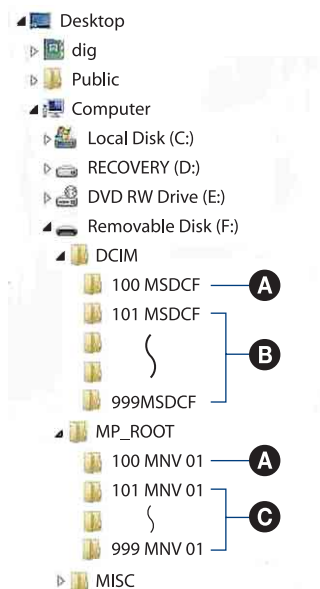 Desktop
dig
Public
Computer
Local Disk (C:)
RECOVERY (D:)
DVD RW Drive (E:)
Removable Disk (F:)
DCIM
100 MSDCF A
101 MSDCF
B
999MSDCF
MP_ROOT
100 MNV 01 A
101 MNV 01
C
999 MNV 01
MISC